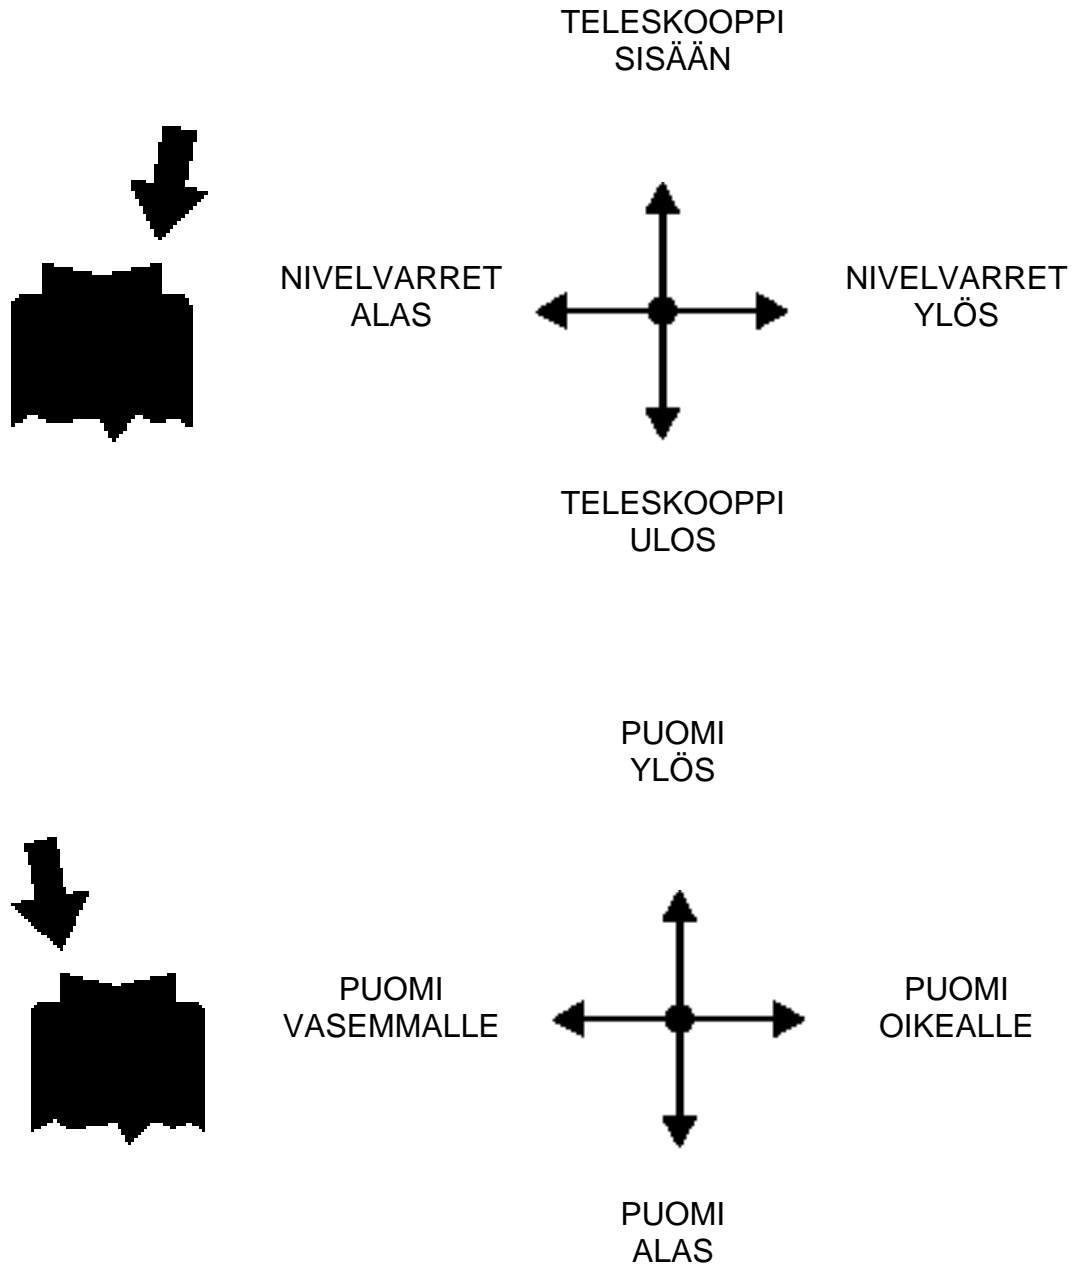 TELESKOOPPI
SISÄÄN
NIVELVARRET
ALAS
NIVELVARRET
YLÖS
TELESKOOPPI
ULOS
PUOMI
YLÖS
PUOMI
VASEMMALLE
PUOMI
OIKEALLE
PUOMI
ALAS